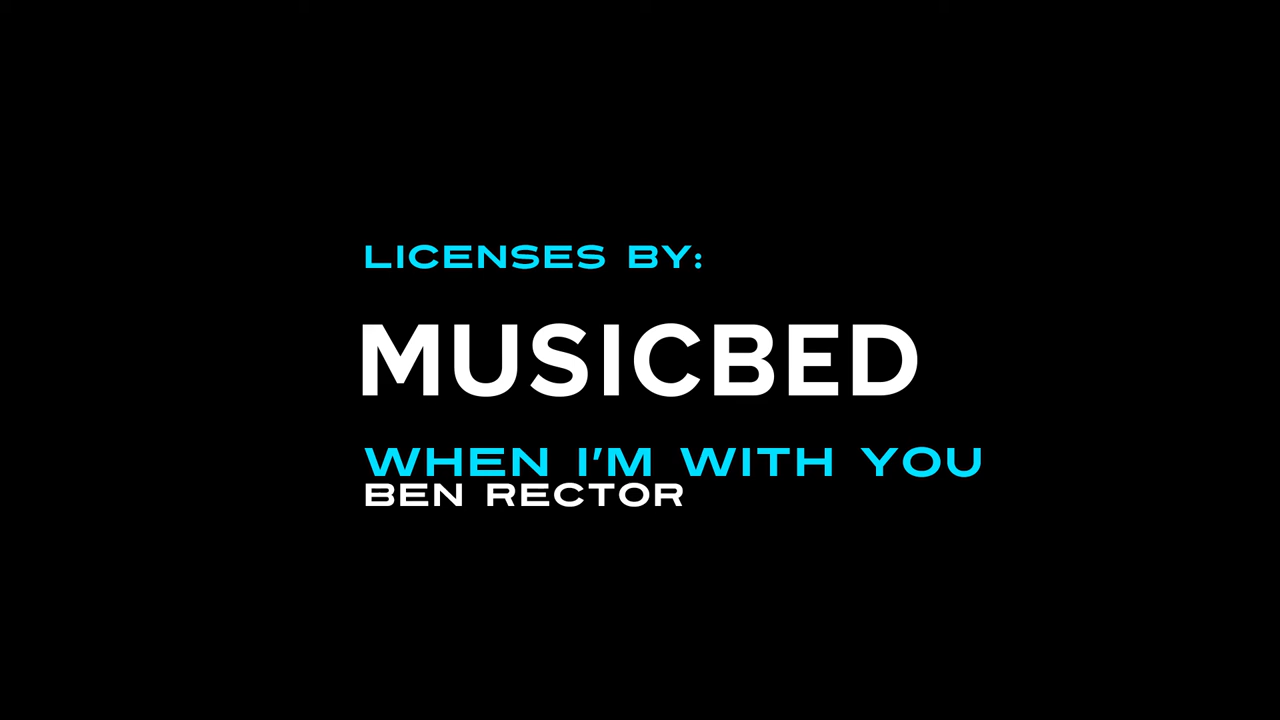 LICENSES BY:
MUSICBED
WHEN I'M WITH YOU
BEN RECTOR